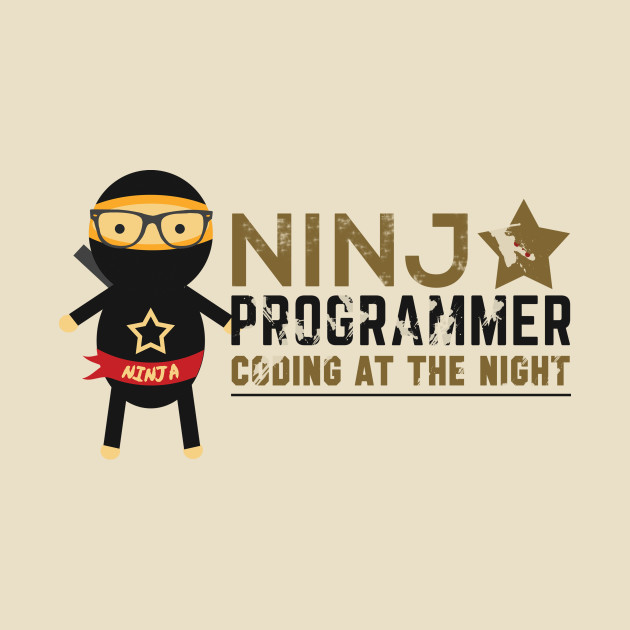 NINJ★
PROGRAMMER
CODING AT THE NIGHT
NINJA